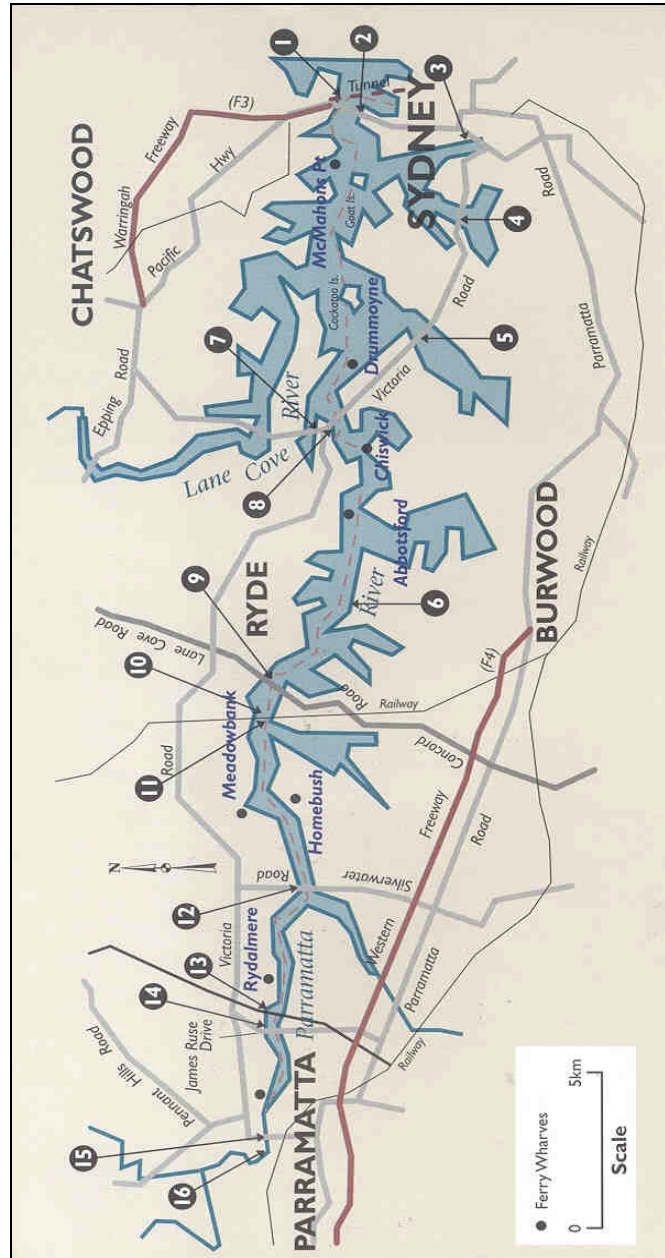 CHATSWOOD
SYDNEY
RYDE
BURWOOD
PARRAMATTA
1
2
3
4
5
6
7
8
9
10
11
12
13
14
15
16
Tunnel
(F3)
Warringah
Freeway
Pacific
Hwy
Epping
Road
Lane Cove
River
McMahons Pt
Goat Is.
Cockatoo Is.
Drummoyne
Victoria
Road
Chiswick
Abbotsford
River
Parramatta
Road
Railway
Lane Cove Road
Concord
Road
Railway
(F4)
Western
Freeway
Parramatta
Road
Meadowbank
Homebush
Road
Victoria
Silverwater
Road
N
Rydalmere
Parramatta
James Ruse
Drive
Pennant Hills Road
Railway
Ferry Wharves
0
5km
Scale